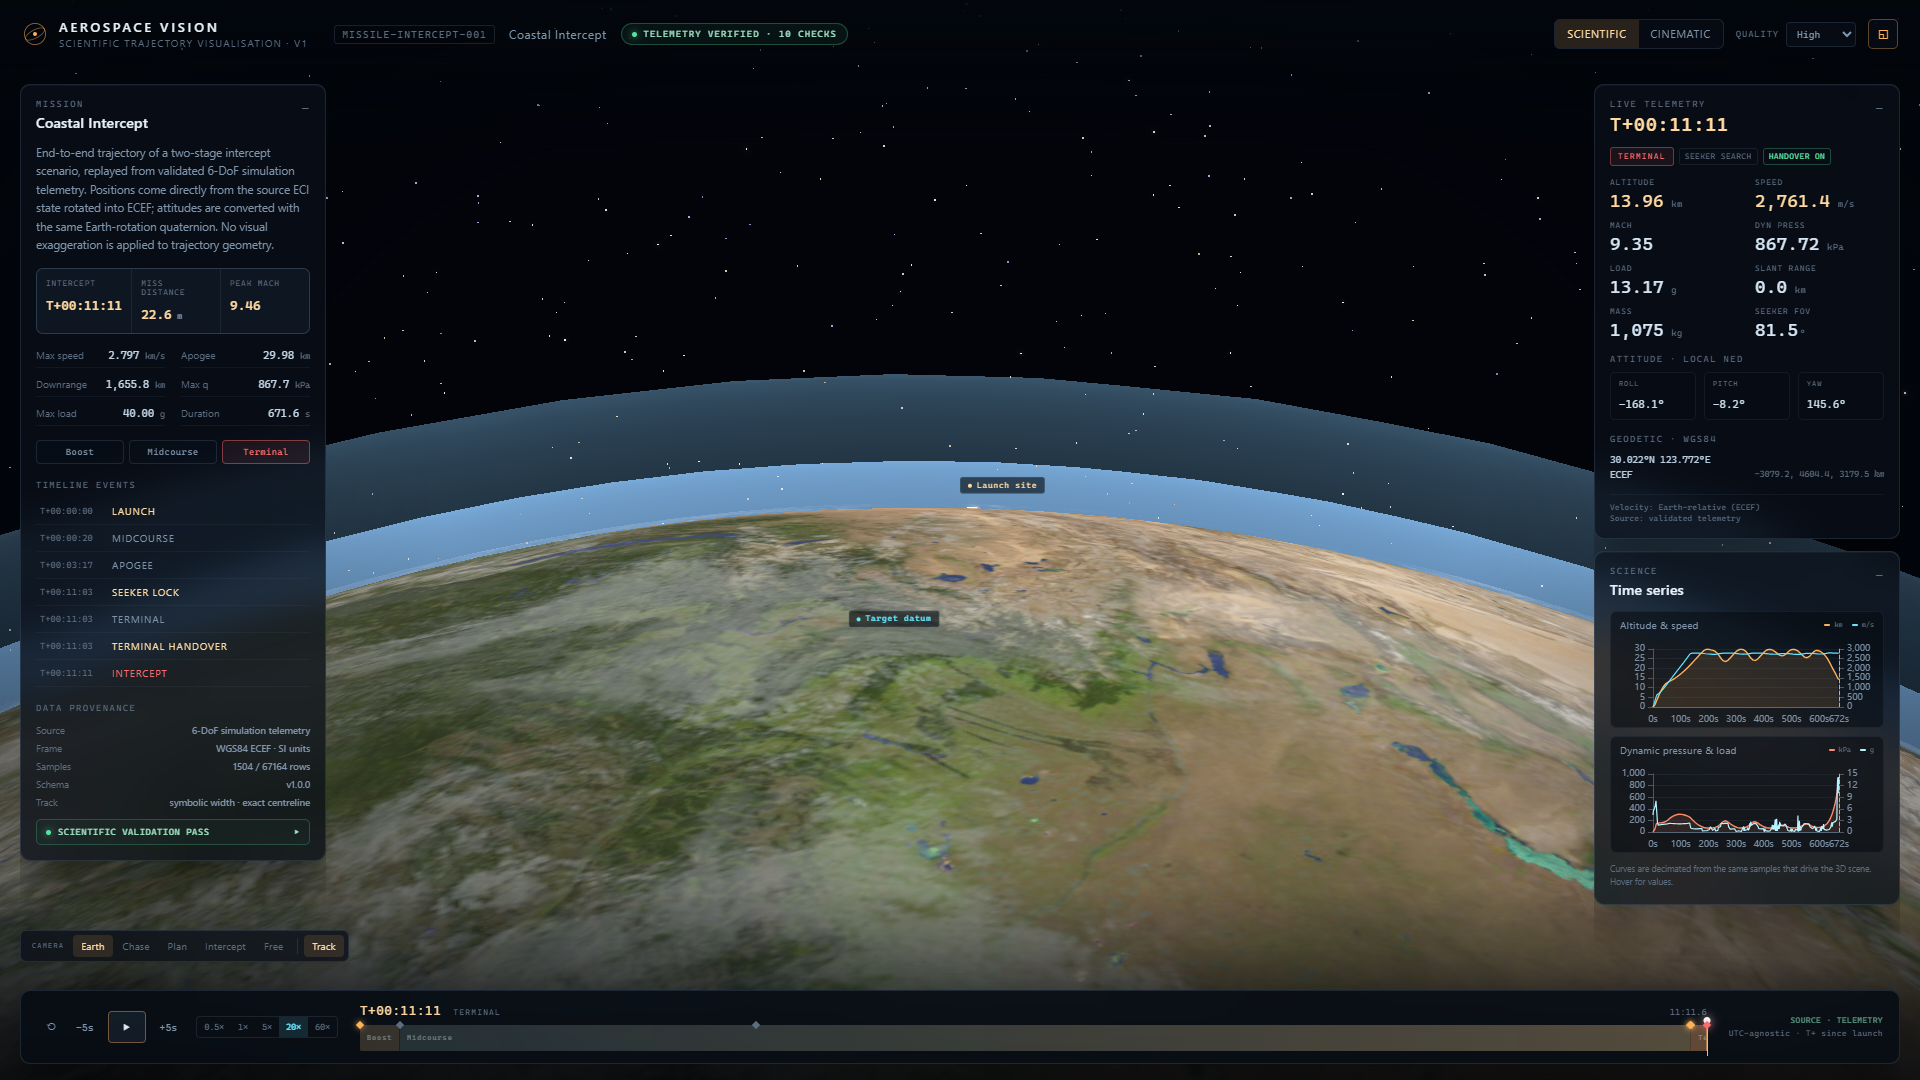 AEROSPACE VISION
SCIENTIFIC TRAJECTORY VISUALISATION · V1
MISSILE-INTERCEPT-001
Coastal Intercept
TELEMETRY VERIFIED · 10 CHECKS
SCIENTIFIC
CINEMATIC
QUALITY
High
MISSION
Coastal Intercept
End-to-end trajectory of a two-stage intercept
scenario, replayed from validated 6-DoF simulation
telemetry. Positions come directly from the source ECI
state rotated into ECEF; attitudes are converted with
the same Earth-rotation quaternion. No visual
exaggeration is applied to trajectory geometry.
INTERCEPT
T+00:11:11
MISS DISTANCE
22.6 m
PEAK MACH
9.46
Max speed 2.797 km/s
Apogee 29.98 km
Downrange 1,655.8 km
Max q 867.7 kPa
Max load 40.00 g
Duration 671.6 s
Boost
Midcourse
Terminal
TIMELINE EVENTS
T+00:00:00 LAUNCH
T+00:00:20 MIDCOURSE
T+00:03:17 APOGEE
T+00:11:03 SEEKER LOCK
T+00:11:03 TERMINAL
T+00:11:03 TERMINAL HANDOVER
T+00:11:11 INTERCEPT
DATA PROVENANCE
Source 6-DoF simulation telemetry
Frame WGS84 ECEF · SI units
Samples 1504 / 67164 rows
Schema v1.0.0
Track symbolic width · exact centreline
SCIENTIFIC VALIDATION PASS
Launch site
Target datum
LIVE TELEMETRY
T+00:11:11
TERMINAL
SEEKER SEARCH
HANDOVER ON
ALTITUDE
13.96 km
SPEED
2,761.4 m/s
MACH
9.35
DYN PRESS
867.72 kPa
LOAD
13.17 g
SLANT RANGE
0.0 km
MASS
1,075 kg
SEEKER FOV
81.5°
ATTITUDE · LOCAL NED
ROLL
−168.1°
PITCH
−8.2°
YAW
145.6°
GEODETIC · WGS84
30.022°N 123.772°E
ECEF −3079.2, 4604.4, 3179.5 km
Velocity: Earth-relative (ECEF)
Source: validated telemetry
SCIENCE
Time series
Altitude & speed
km m/s
30 25 20 15 10 5 0
3,000 2,500 2,000 1,500 1,000 500 0
0s 100s 200s 300s 400s 500s 600s672s
Dynamic pressure & load
kPa g
1,000 800 600 400 200 0
15 12 9 6 3 0
0s 100s 200s 300s 400s 500s 600s672s
Curves are decimated from the same samples that drive the 3D scene.
Hover for values.
CAMERA
Earth
Chase
Plan
Intercept
Free
Track
−5s
+5s
0.5×
1×
5×
20×
60×
T+00:11:11 TERMINAL
11:11.6
Boost
Midcourse
SOURCE · TELEMETRY
UTC-agnostic · T+ since launch